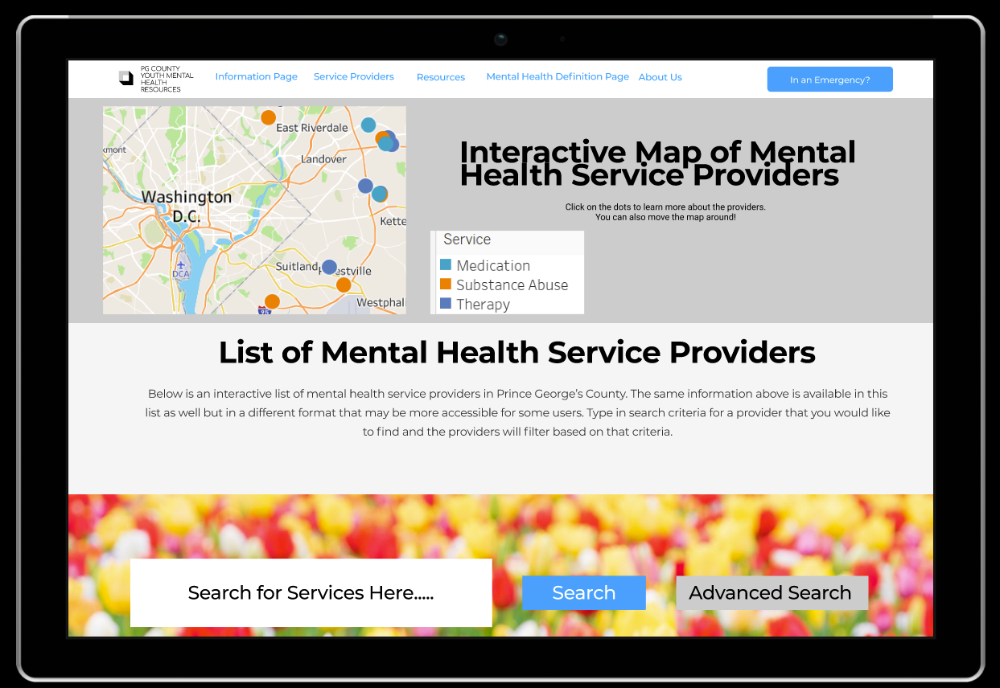 PG COUNTY
YOUTH MENTAL
HEALTH
RESOURCES
Information Page
Service Providers
Resources
Mental Health Definition Page
About Us
In an Emergency?
East Riverdale
Landover
Washington
D.C.
Kette
Suitland
estville
DCA
Westphal
95
Interactive Map of Mental
Health Service Providers
Click on the dots to learn more about the providers.
You can also move the map around!
Service
Medication
Substance Abuse
Therapy
List of Mental Health Service Providers
Below is an interactive list of mental health service providers in Prince George's County. The same information above is available in this
list as well but in a different format that may be more accessible for some users. Type in search criteria for a provider that you would like
to find and the providers will filter based on that criteria.
Search for Services Here.....
Search
Advanced Search